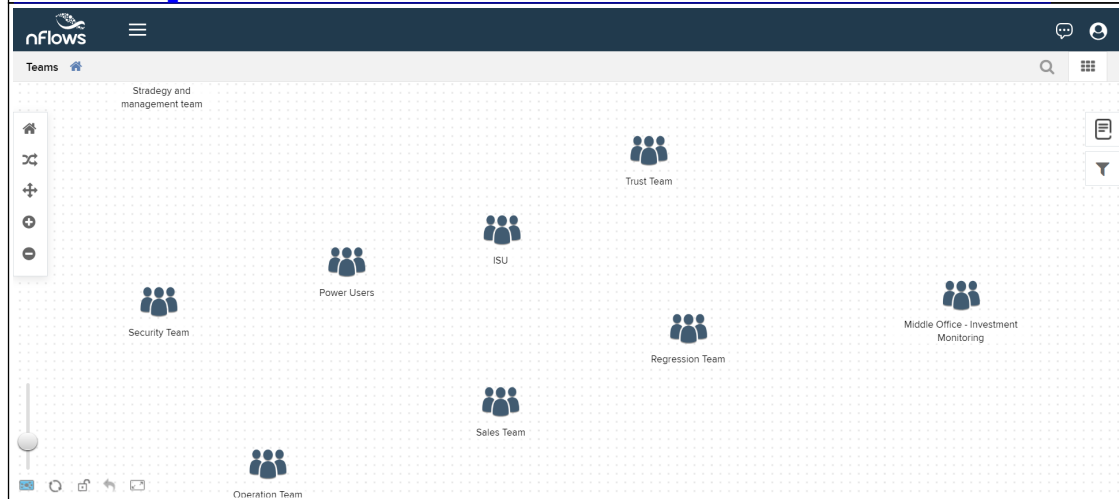 nFlows
Teams
Stradegy and
management team
Trust Team
ISU
Power Users
Security Team
Middle Office - Investment
Monitoring
Regression Team
Sales Team
Operation Team